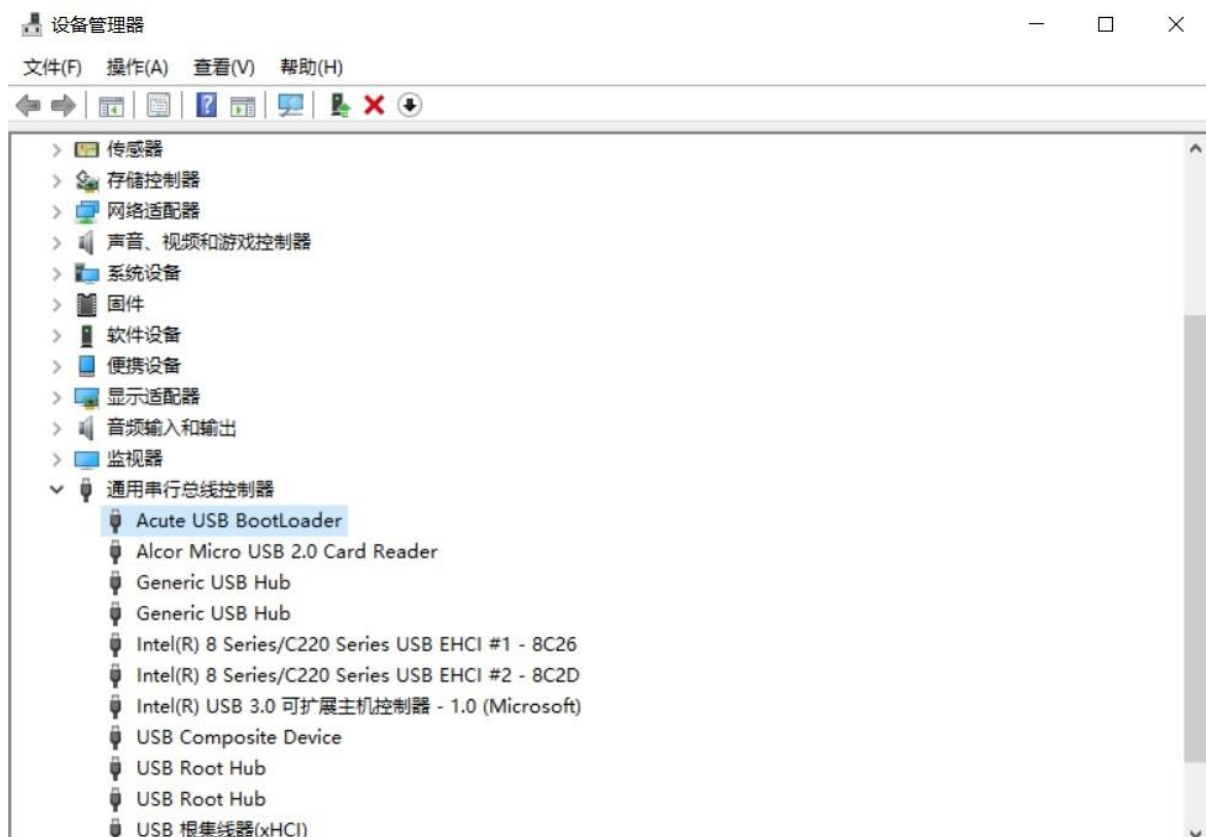 设备管理器
文件(F) 操作(A) 查看(V) 帮助(H)
传感器
存储控制器
网络适配器
声音、视频和游戏控制器
系统设备
固件
软件设备
便携设备
显示适配器
音频输入和输出
监视器
通用串行总线控制器
Acute USB BootLoader
Alcor Micro USB 2.0 Card Reader
Generic USB Hub
Generic USB Hub
Intel(R) 8 Series/C220 Series USB EHCI #1 - 8C26
Intel(R) 8 Series/C220 Series USB EHCI #2 - 8C2D
Intel(R) USB 3.0 可扩展主机控制器 - 1.0 (Microsoft)
USB Composite Device
USB Root Hub
USB Root Hub
USB 根集线器(xHCI)